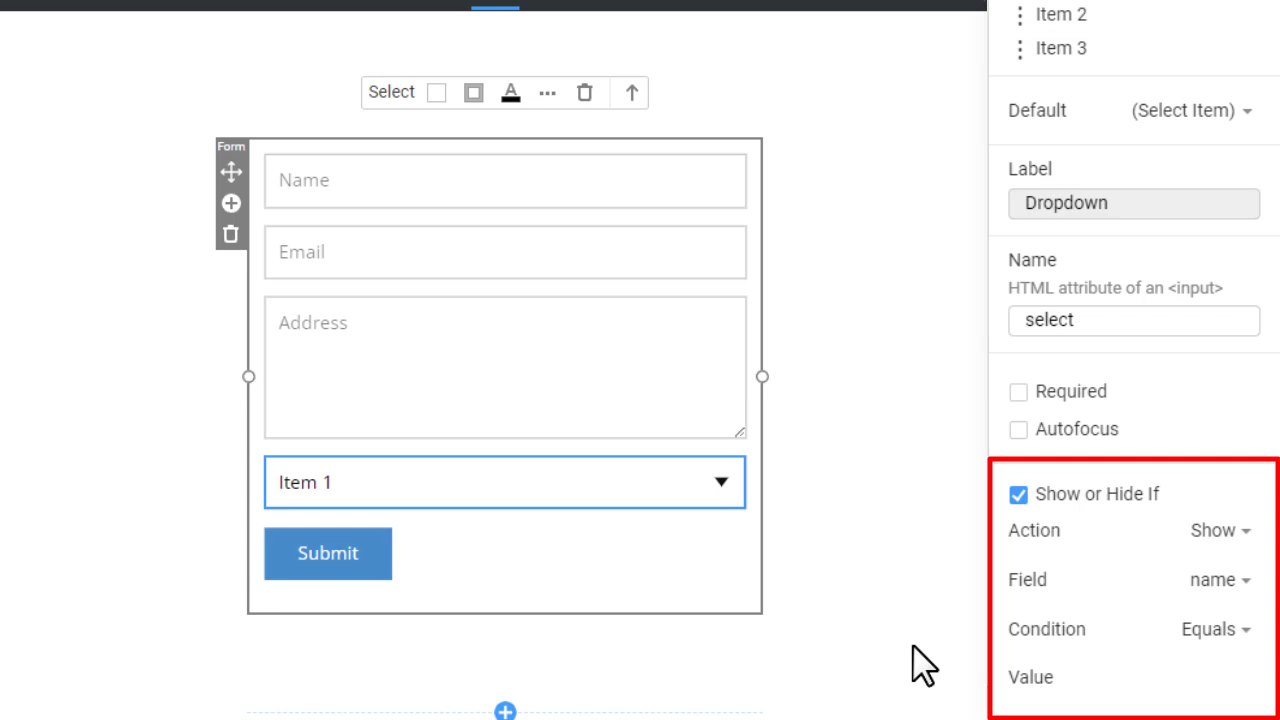 Select A
Form
Name
Email
Address
Item 1
Submit
Item 2
Item 3
Default (Select Item)
Label
Dropdown
Name
HTML attribute of an <input>
select
Required
Autofocus
Show or Hide If
Action Show
Field name
Condition Equals
Value